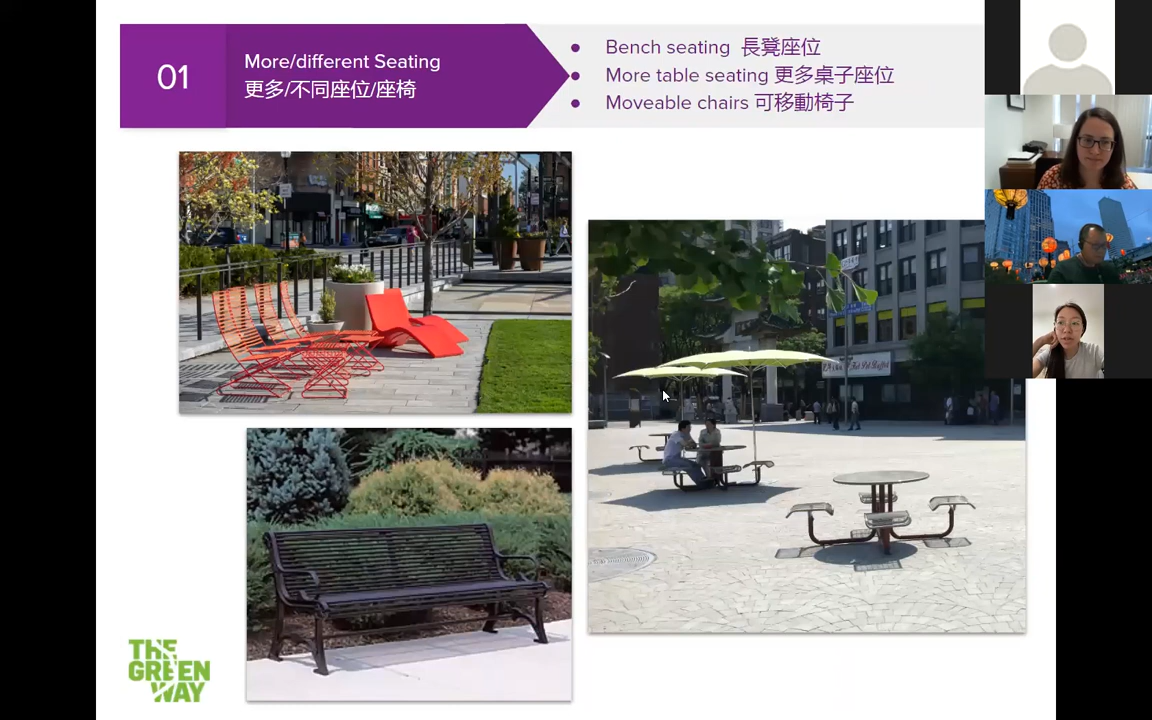 01
More/different Seating
更多/不同座位/座椅
Bench seating 長凳座位
More table seating 更多桌子座位
Moveable chairs 可移動椅子
THE
GREEN
WAY